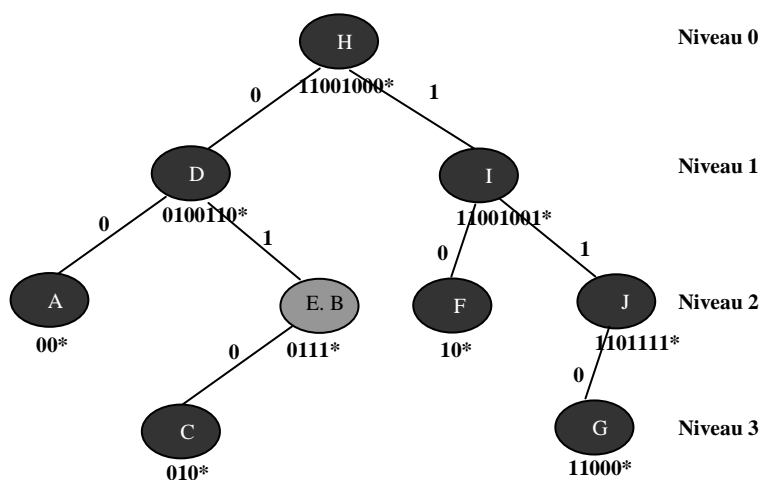 H Niveau 0
0 11001000* 1
D I Niveau 1
0100110* 11001001*
0 1 0 1
A E. B F J Niveau 2
00* 0111* 10* 1101111*
0 0
C G Niveau 3
010* 11000*